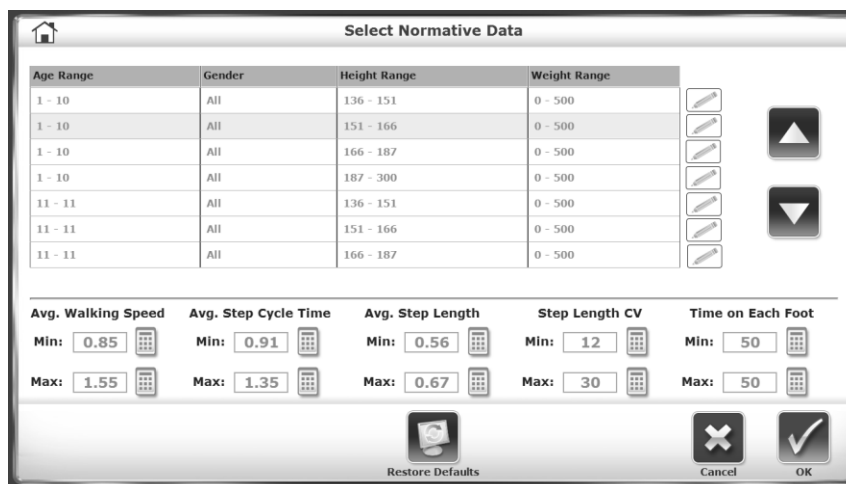 Select Normative Data
Age Range Gender Height Range Weight Range
1 - 10 All 136 - 151 0 - 500
1 - 10 All 151 - 166 0 - 500
1 - 10 All 166 - 187 0 - 500
1 - 10 All 187 - 300 0 - 500
11 - 11 All 136 - 151 0 - 500
11 - 11 All 151 - 166 0 - 500
11 - 11 All 166 - 187 0 - 500
Avg. Walking Speed Avg. Step Cycle Time Avg. Step Length Step Length CV Time on Each Foot
Min: 0.85 Min: 0.91 Min: 0.56 Min: 12 Min: 50
Max: 1.55 Max: 1.35 Max: 0.67 Max: 30 Max: 50
Restore Defaults Cancel OK